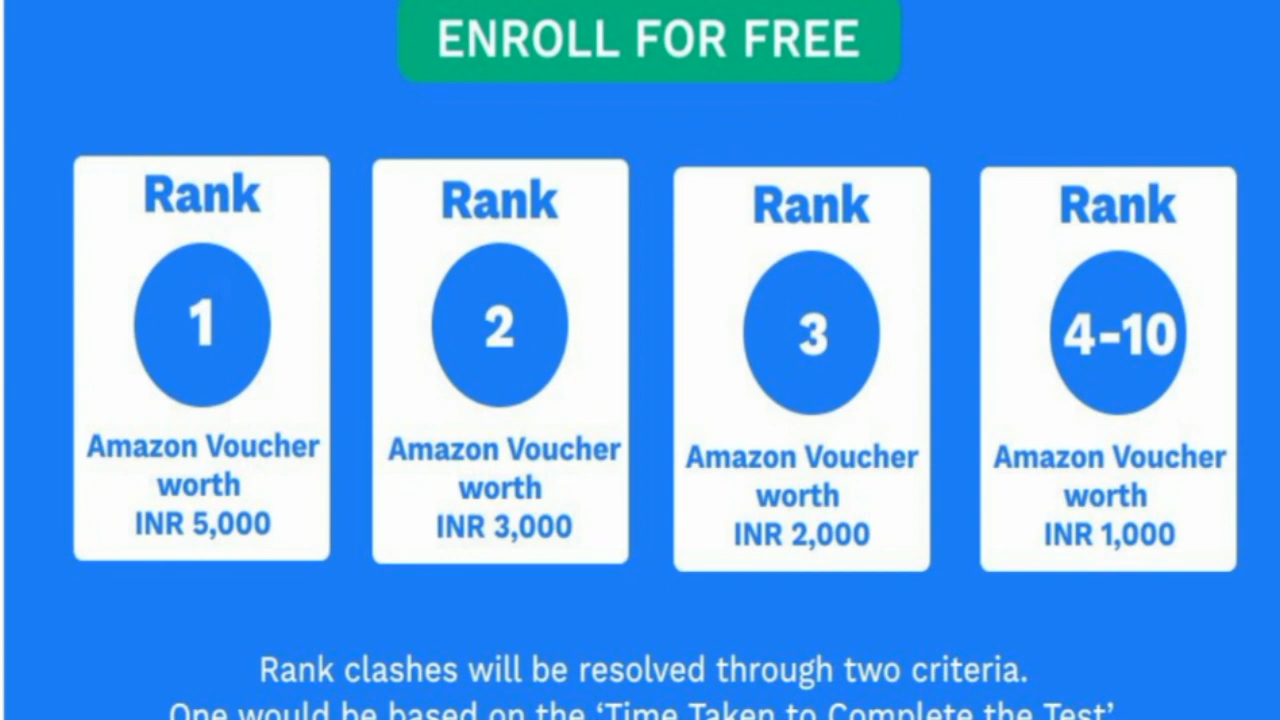 ENROLL FOR FREE
Rank
1
Amazon Voucher
worth
INR 5,000
Rank
2
Amazon Voucher
worth
INR 3,000
Rank
3
Amazon Voucher
worth
INR 2,000
Rank
4-10
Amazon Voucher
worth
INR 1,000
Rank clashes will be resolved through two criteria.
One would be based on the ‘Time Taken to Complete the Test’